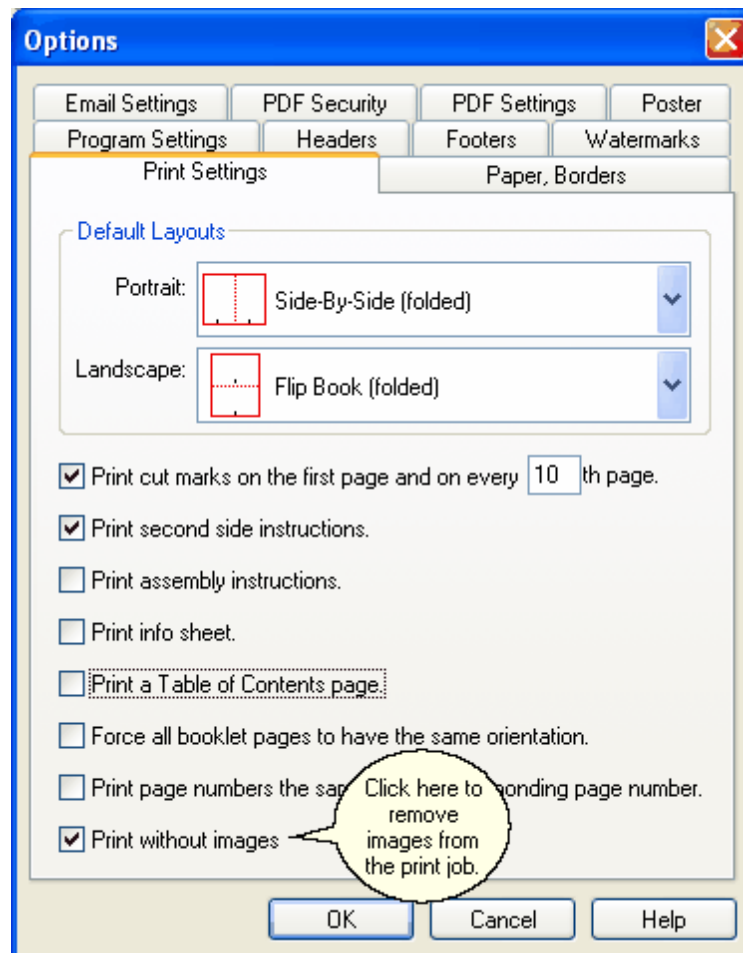 Options
Email Settings PDF Security PDF Settings Poster
Program Settings Headers Footers Watermarks
Print Settings Paper, Borders
Default Layouts
Portrait: Side-By-Side (folded)
Landscape: Flip Book (folded)
Print cut marks on the first page and on every 10 th page.
Print second side instructions.
Print assembly instructions.
Print info sheet.
Print a Table of Contents page.
Force all booklet pages to have the same orientation.
Print page numbers the page number.
Print without images
Click here to
remove
images from
the print job.
OK Cancel Help